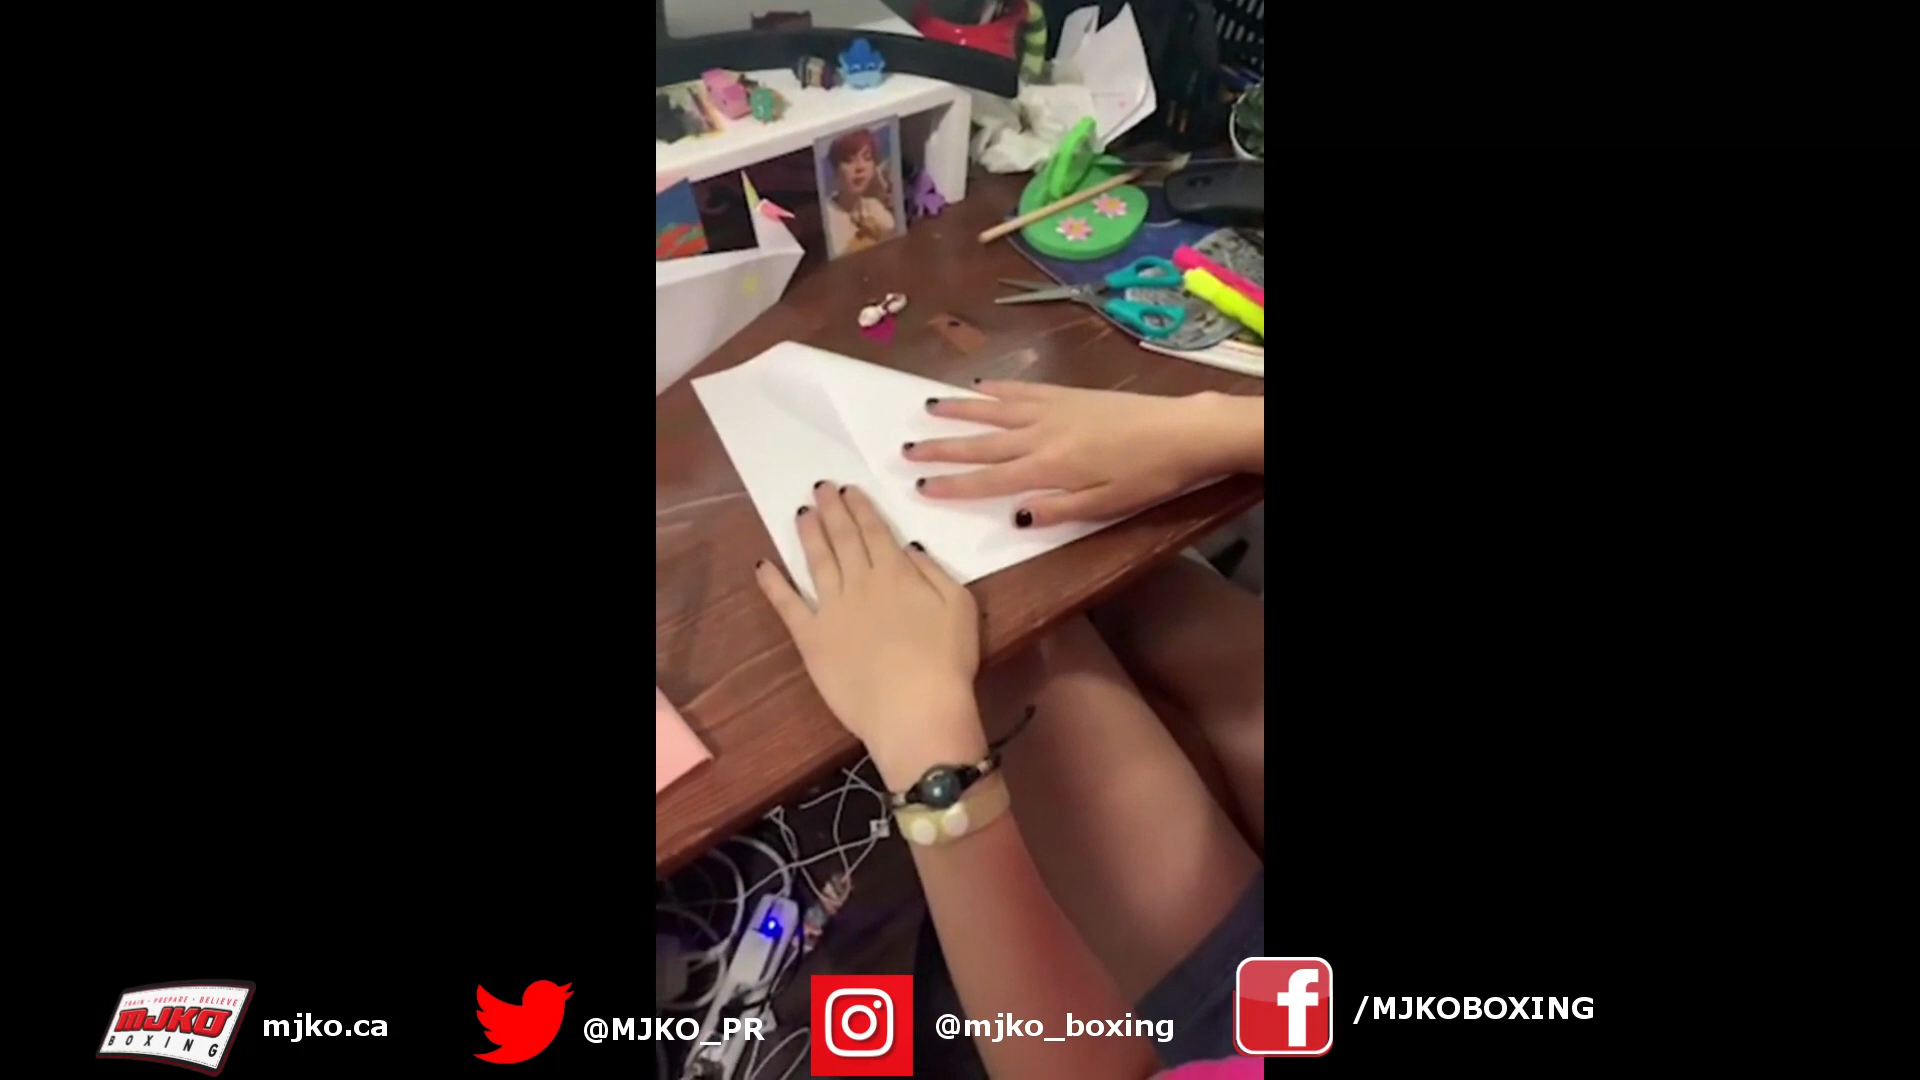 TRAIN - PREPARE - BELIEVE
MJKO
BOXING
mjko.ca
@MJKO_PR
@mjko_boxing
/MJKOBOXING